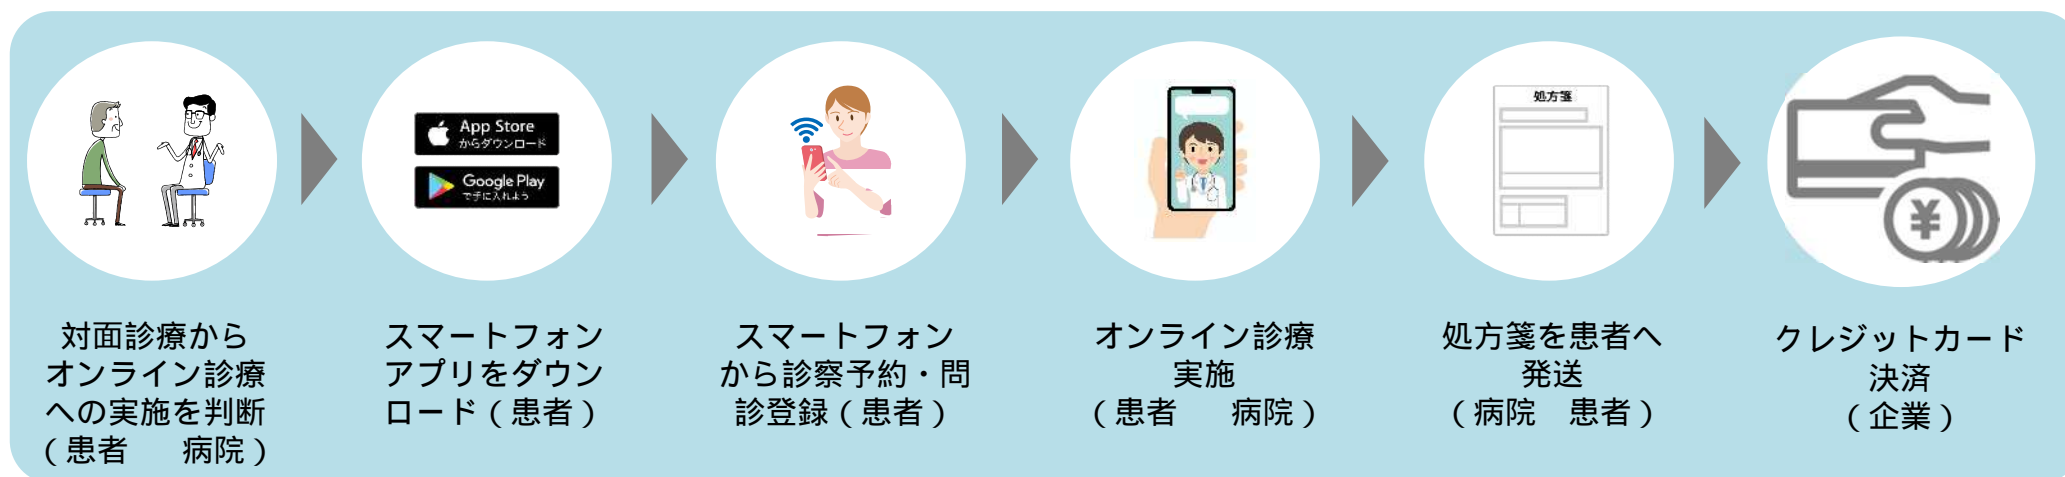 App Store
からダウンロード
Google Play
で手に入れよう
処方箋
¥
対面診療から
オンライン診療
への実施を判断
（患者　　病院）
スマートフォン
アプリをダウン
ロード（患者）
スマートフォン
から診察予約・問
診登録（患者）
オンライン診療
実施
（患者　　病院）
処方箋を患者へ
発送
（病院　患者）
クレジットカード
決済
（企業）